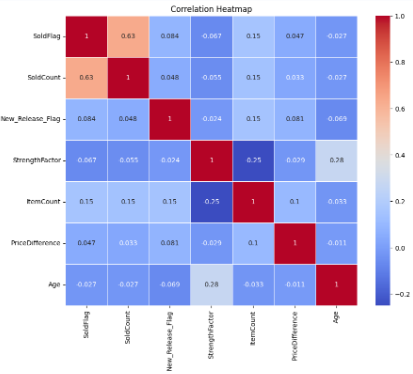 Correlation Heatmap
SoldFlag 1 0.63 0.084 -0.067 0.15 0.047 -0.027
SoldCount 0.63 1 0.048 -0.055 0.15 0.033 -0.027
New_Release_Flag 0.084 0.048 1 -0.024 0.15 0.081 -0.069
StrengthFactor -0.067 -0.055 -0.024 1 -0.25 -0.029 0.28
ItemCount 0.15 0.15 0.15 -0.25 1 0.1 -0.033
PriceDifference 0.047 0.033 0.081 -0.029 0.1 1 -0.011
Age -0.027 -0.027 -0.069 0.28 -0.033 -0.011 1
SoldFlag
SoldCount
New_Release_Flag
StrengthFactor
ItemCount
PriceDifference
Age
1.0
0.8
0.6
0.4
0.2
0.0
-0.2